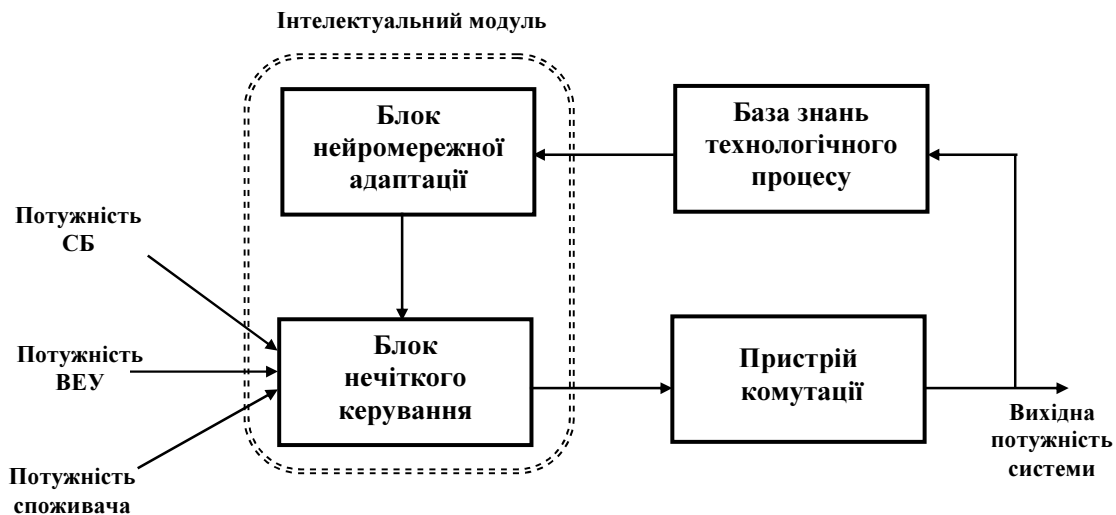 Інтелектуальний модуль
Блок
нейромережної
адаптації
База знань
технологічного
процесу
Потужність
СБ
Потужність
ВЕУ
Потужність
споживача
Блок
нечіткого
керування
Пристрій
комутації
Вихідна
потужність
системи